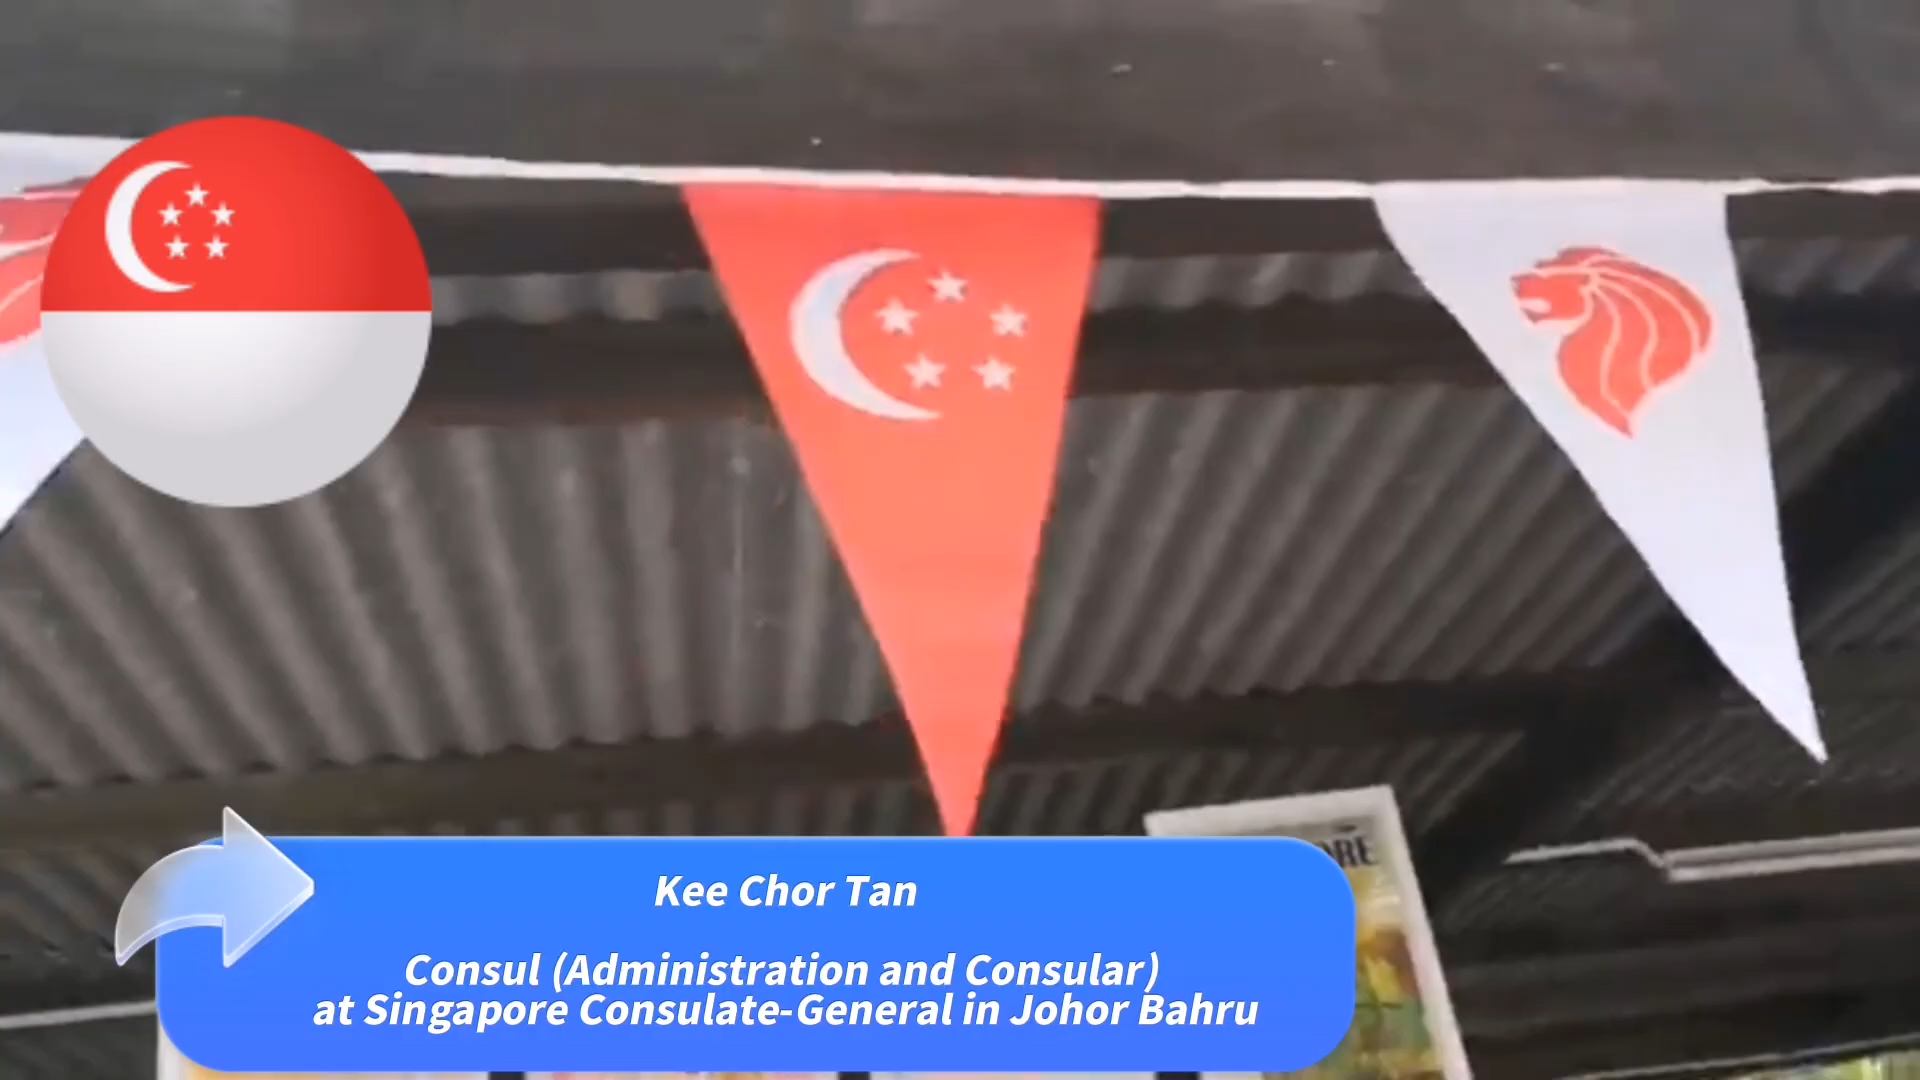 Kee Chor Tan
Consul (Administration and Consular)
at Singapore Consulate-General in Johor Bahru